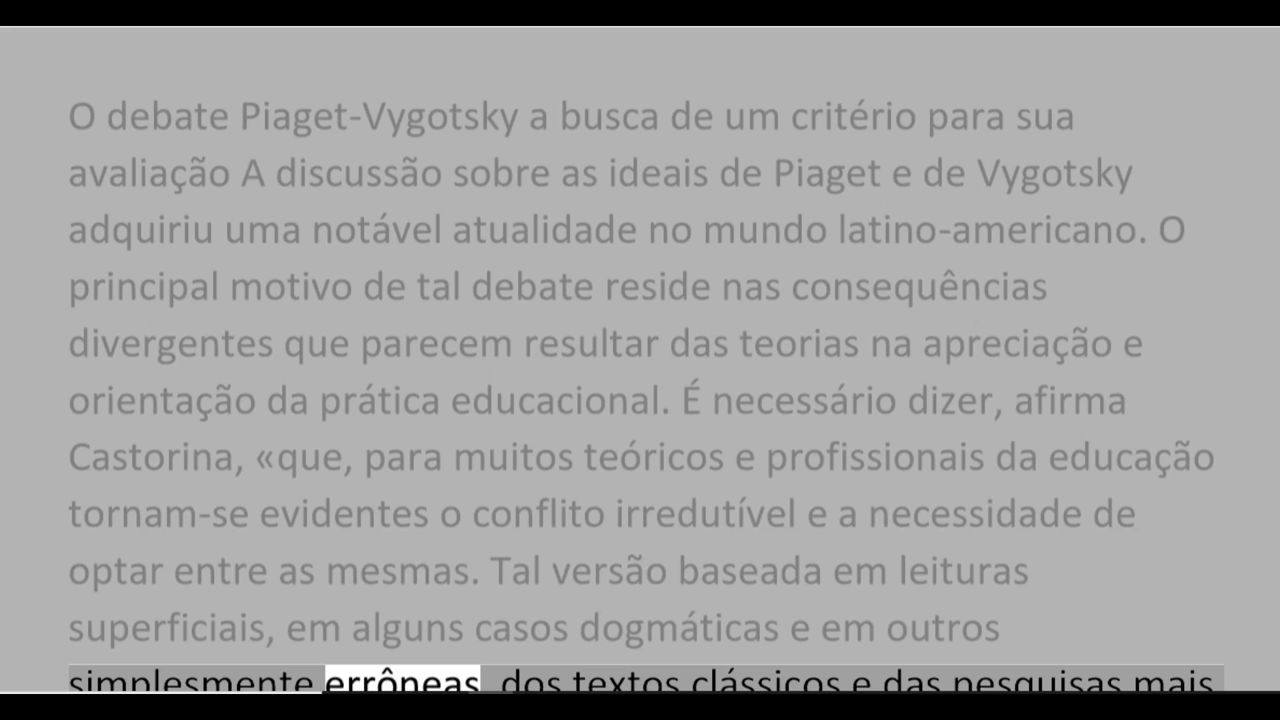 O debate Piaget-Vygotsky a busca de um critério para sua
avaliação A discussão sobre as ideais de Piaget e de Vygotsky
adquiriu uma notável atualidade no mundo latino-americano. O
principal motivo de tal debate reside nas consequências
divergentes que parecem resultar das teorias na apreciação e
orientação da prática educacional. É necessário dizer, afirma
Castorina, «que, para muitos teóricos e profissionais da educação
tornam-se evidentes o conflito irredutível e a necessidade de
optar entre as mesmas. Tal versão baseada em leituras
superficiais, em alguns casos dogmáticas e em outros
simplesmente errôneas, dos textos clássicos e das pesquisas mais